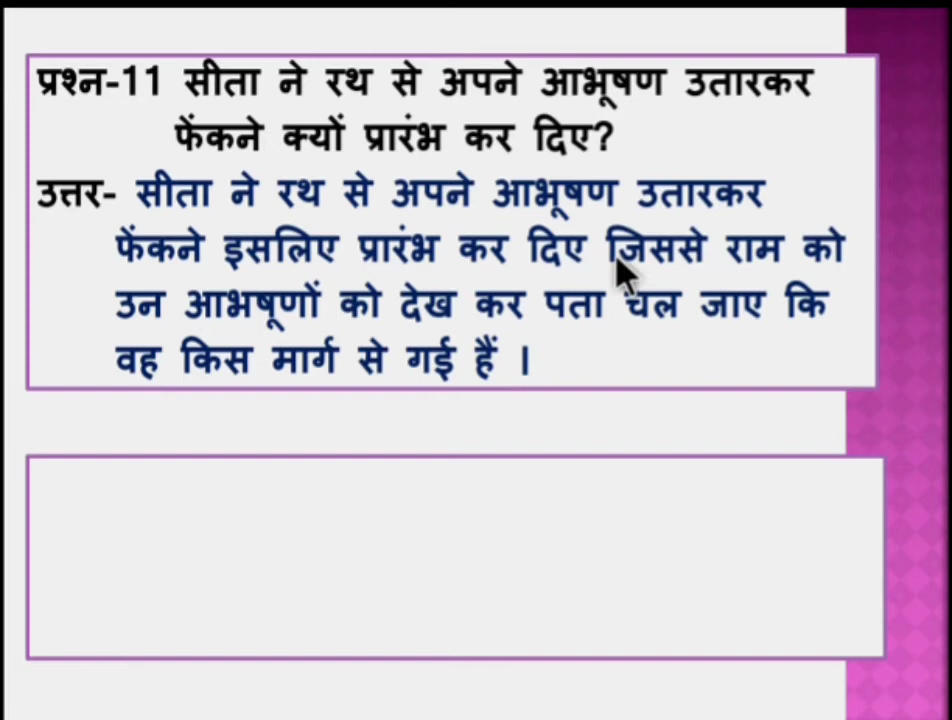 प्रश्न-11 सीता ने रथ से अपने आभूषण उतारकर
फेंकने क्यों प्रारंभ कर दिए?
उत्तर- सीता ने रथ से अपने आभूषण उतारकर
फेंकने इसलिए प्रारंभ कर दिए जिससे राम को
उन आभषूणों को देख कर पता चल जाए कि
वह किस मार्ग से गई हैं ।